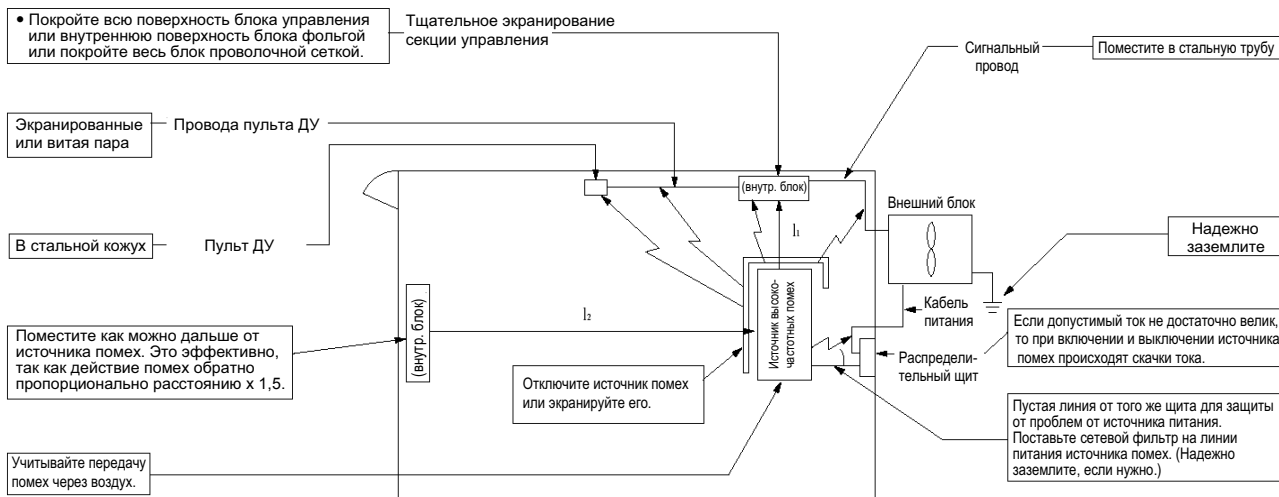 • Покройте всю поверхность блока управления
или внутреннюю поверхность блока фольгой
или покройте весь блок проволочной сеткой.
Тщательное экранирование
секции управления
Сигнальный
провод
Поместите в стальную трубу
Экранированные
или витая пара
Провода пульта ДУ
(внутр. блок)
Внешний блок
l₁
В стальной кожух
Пульт ДУ
Надежно
заземлите
Источник высоко-
частотных помех
(внутр. блок)
l₂
Кабель
питания
Поместите как можно дальше от
источника помех. Это эффективно,
так как действие помех обратно
пропорционально расстоянию x 1,5.
Если допустимый ток не достаточно велик,
то при включении и выключении источника
помех происходят скачки тока.
Распредели-
тельный щит
Отключите источник помех
или экранируйте его.
Пустая линия от того же щита для защиты
от проблем от источника питания.
Поставьте сетевой фильтр на линии
питания источника помех. (Надежно
заземлите, если нужно.)
Учитывайте передачу
помех через воздух.